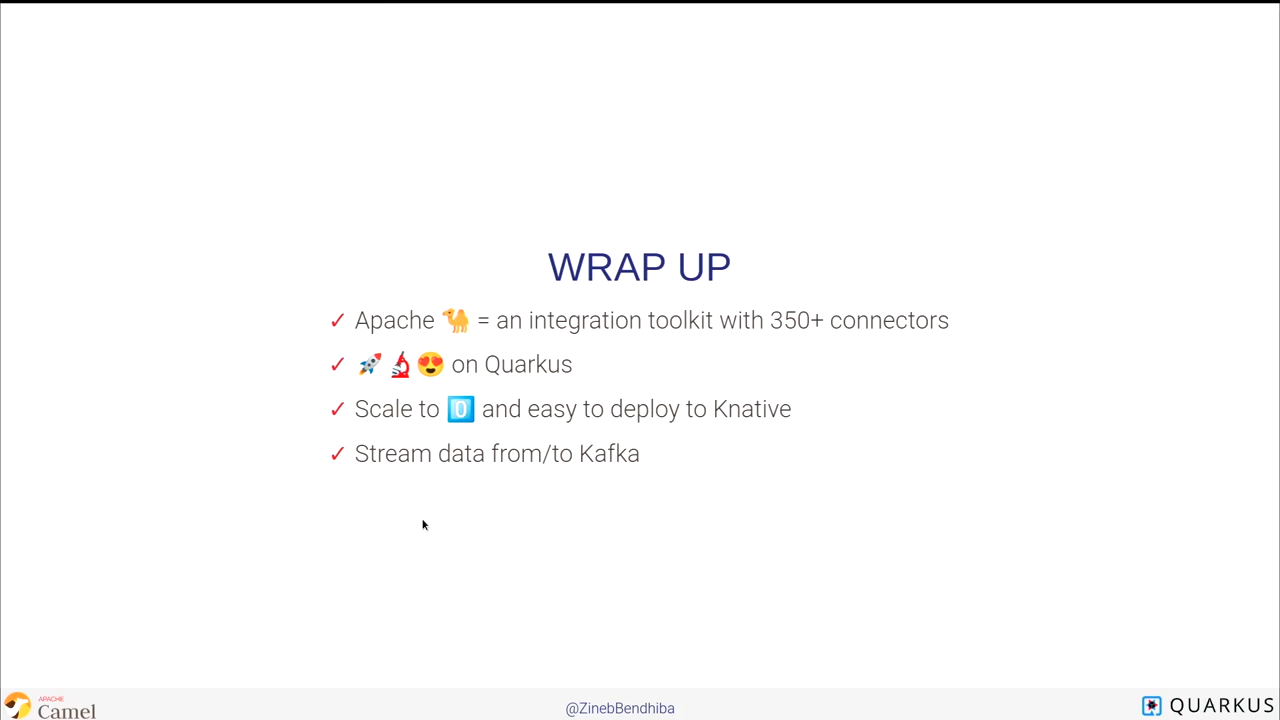 WRAP UP
✓ Apache 🐫 = an integration toolkit with 350+ connectors
✓ 🚀🔬😍 on Quarkus
✓ Scale to 0️⃣ and easy to deploy to Knative
✓ Stream data from/to Kafka
APACHE
Camel
@ZinebBendhiba
QUARKUS